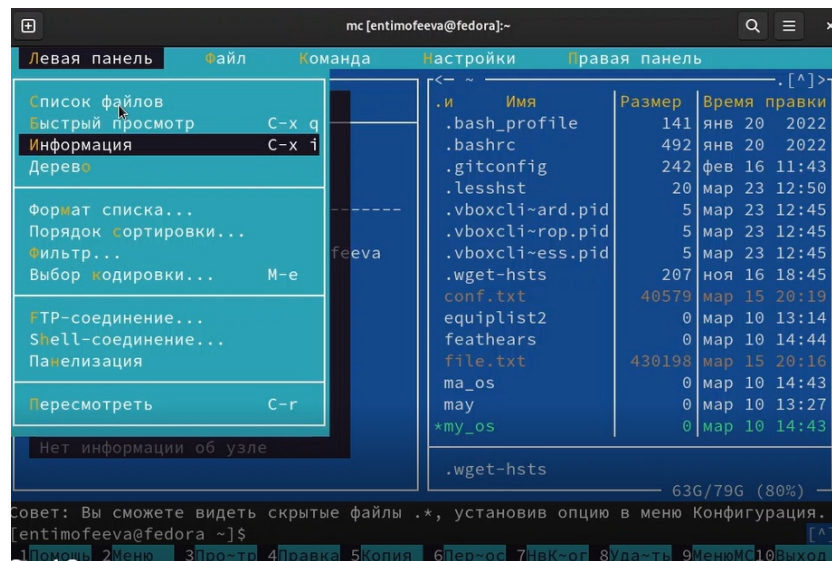 mc [entimofeeva@fedora]:~
Левая панель Файл Команда Настройки Правая панель
Список файлов
Быстрый просмотр C-x q
Информация C-x i
Дерево
Формат списка...
Порядок сортировки...
Фильтр...
Выбор кодировки... M-e
FTP-соединение...
Shell-соединение...
Панелизация
Пересмотреть C-r
feeva
Нет информации об узле
<- ~ .[^]>
.и Имя Размер Время правки
.bash_profile 141 янв 20 2022
.bashrc 492 янв 20 2022
.gitconfig 242 фев 16 11:43
.lesshst 20 мар 23 12:50
.vboxcli~ard.pid 5 мар 23 12:45
.vboxcli~rop.pid 5 мар 23 12:45
.vboxcli~ess.pid 5 мар 23 12:45
.wget-hsts 207 ноя 16 18:45
conf.txt 40579 мар 15 20:19
equiplist2 0 мар 10 13:14
feathears 0 мар 10 14:44
file.txt 430198 мар 15 20:16
ma_os 0 мар 10 14:43
may 0 мар 10 13:27
*my_os 0 мар 10 14:43
.wget-hsts
63G/79G (80%)
Совет: Вы сможете видеть скрытые файлы .*, установив опцию в меню Конфигурация.
[entimofeeva@fedora ~]$ [^]
1Помощь 2Меню 3Про~тр 4Правка 5Копия 6Пер~ос 7НвК~ог 8Уда~ть 9МенюMC 10Выход